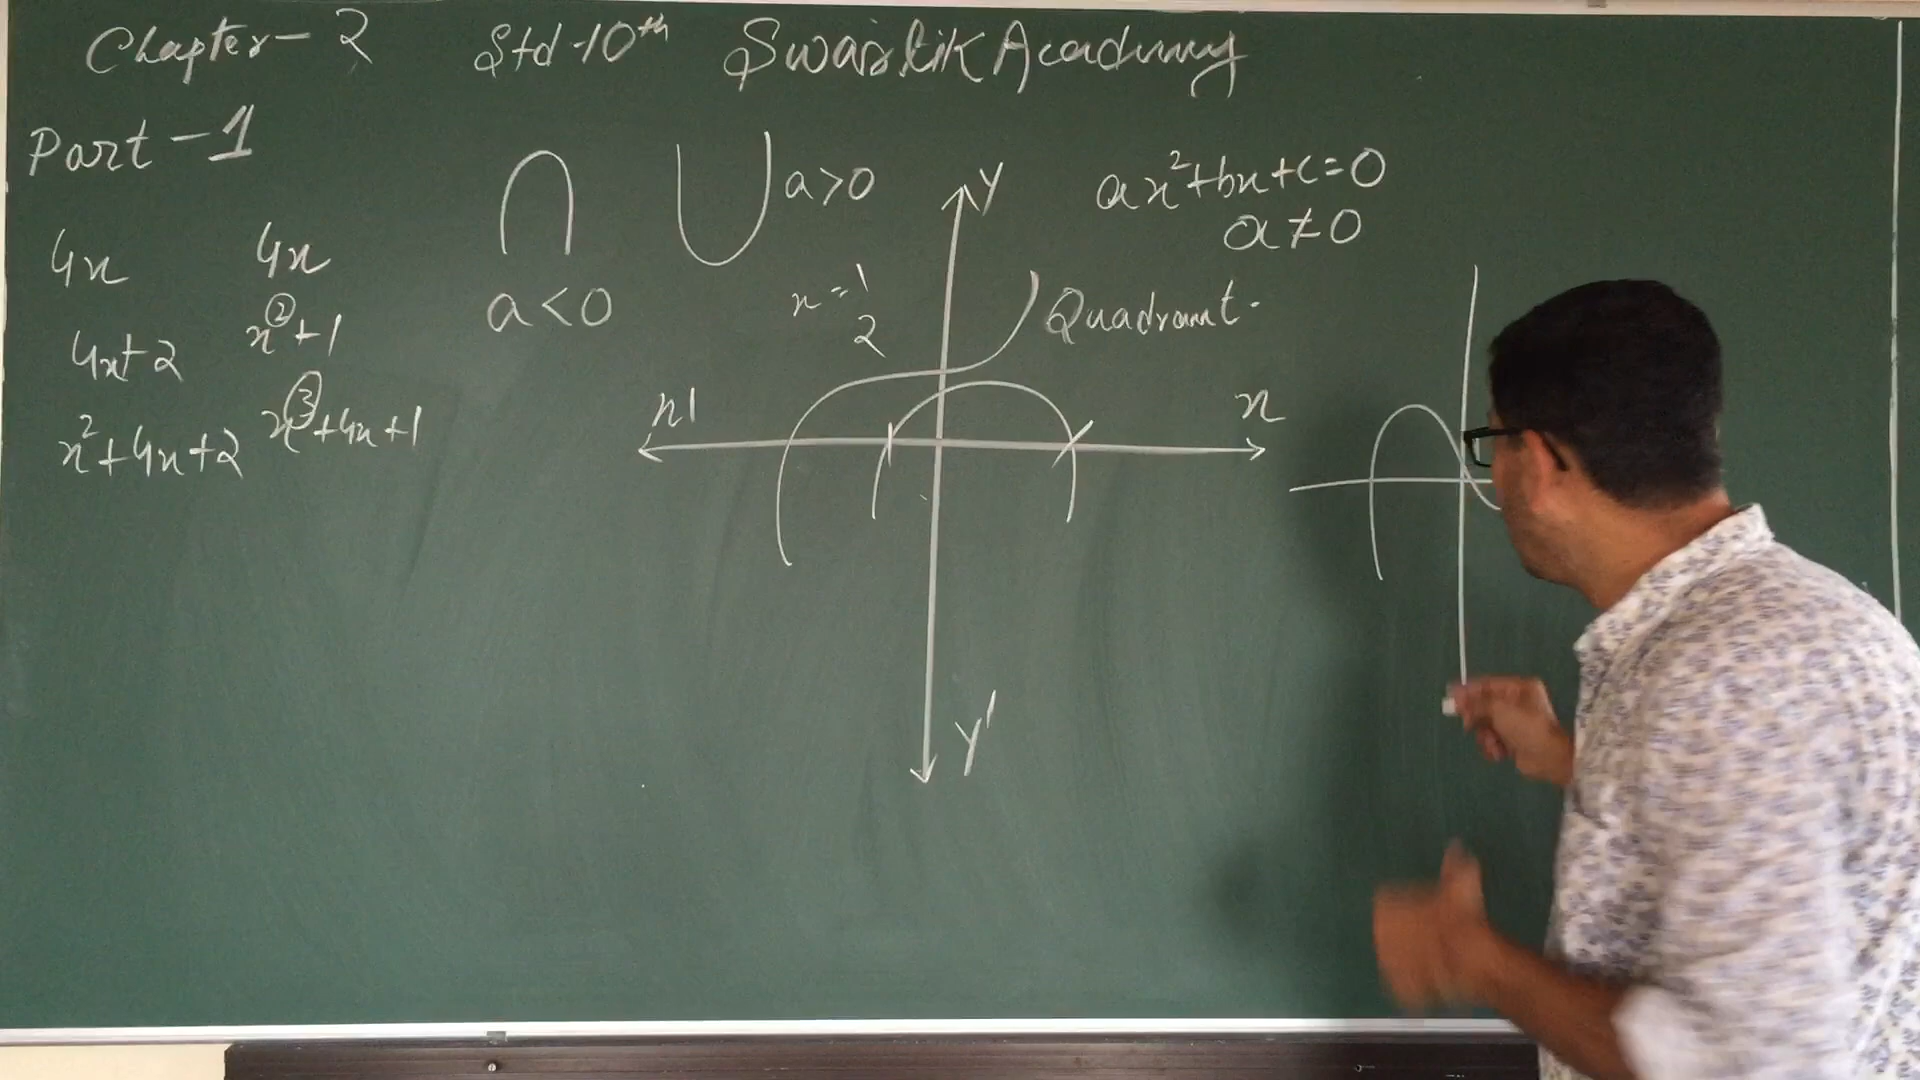 Chapter-2 Std-10th Swastik Academy
Part-1
a>0
a<0
ax²+bx+c=0
a≠0
4x 4x
4x+2 x²+1
x²+4x+2 x³+4x+1
x=1
2
Quadrant.
Y
x' x
Y'